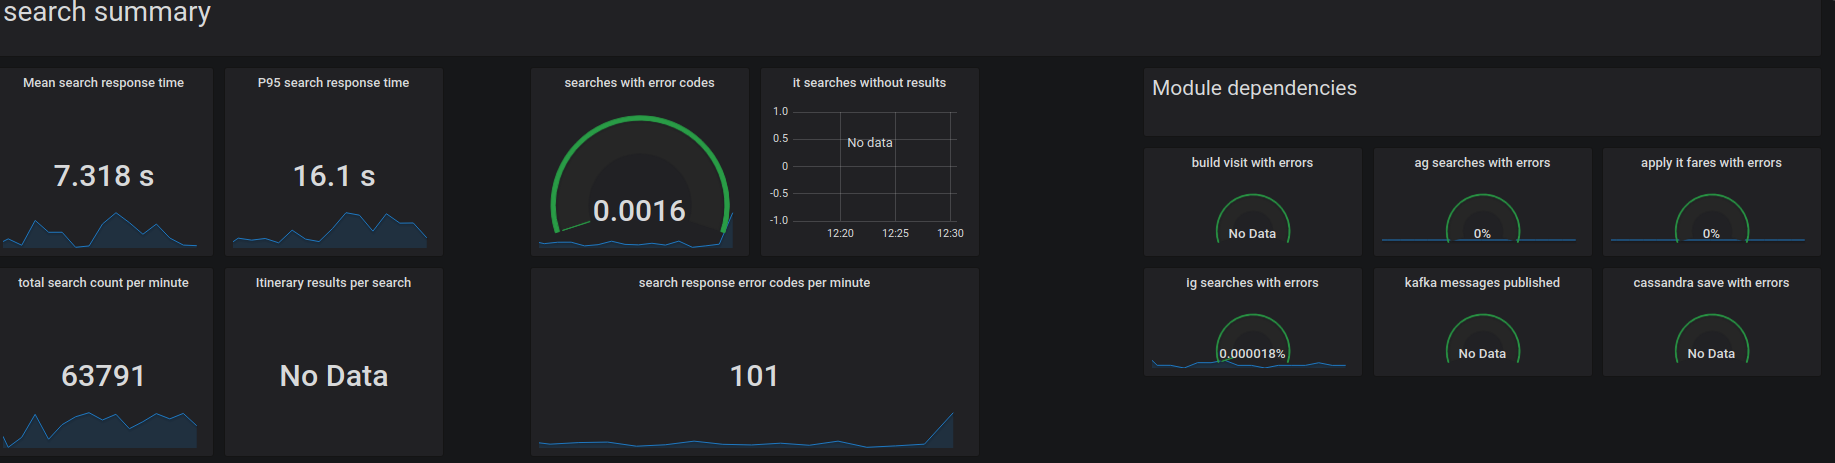 search summary
Mean search response time
7.318 s
P95 search response time
16.1 s
searches with error codes
0.0016
it searches without results
1.0
0.5
0
-0.5
-1.0
No data
12:20 12:25 12:30
total search count per minute
63791
Itinerary results per search
No Data
search response error codes per minute
101
Module dependencies
build visit with errors
No Data
ag searches with errors
0%
apply it fares with errors
0%
ig searches with errors
0.000018%
kafka messages published
No Data
cassandra save with errors
No Data